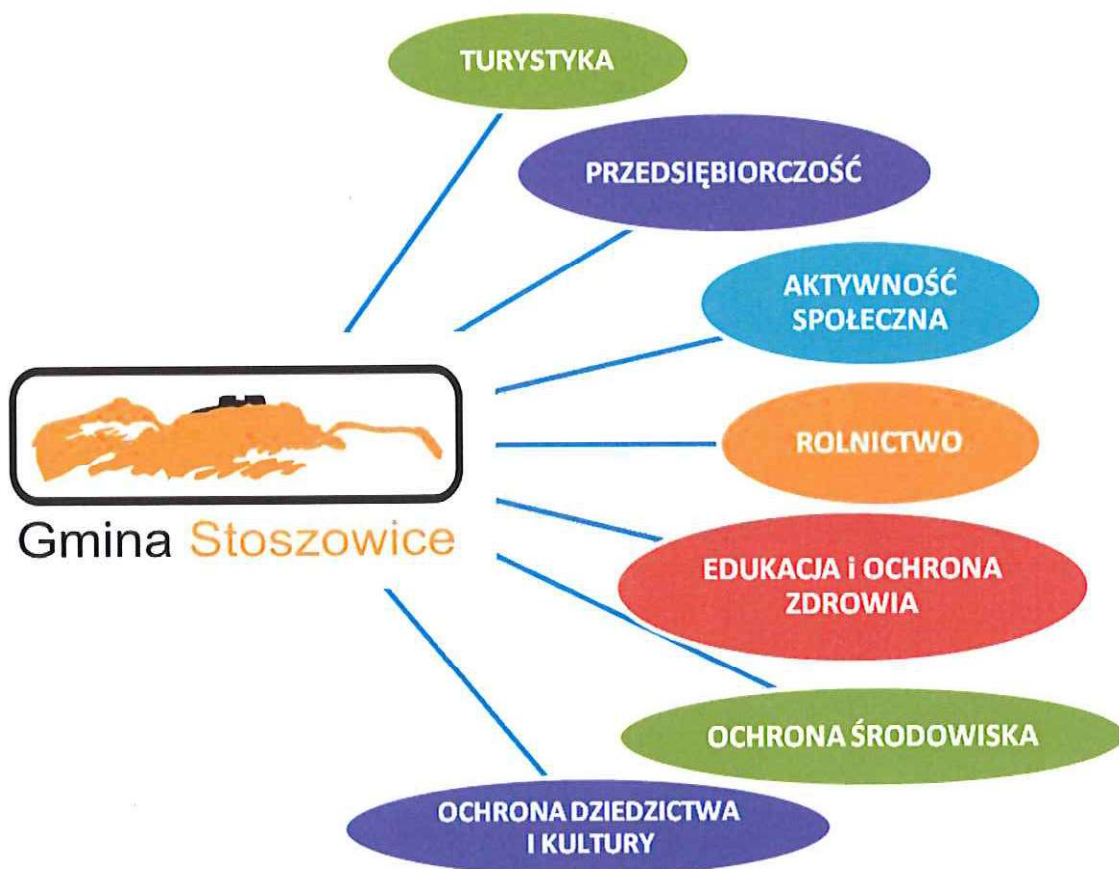 TURYSTYKA
PRZEDSIĘBIORCZOŚĆ
AKTYWNOŚĆ
SPOŁECZNA
ROLNICTWO
Gmina Stoszowice
EDUKACJA i OCHRONA
ZDROWIA
OCHRONA ŚRODOWISKA
OCHRONA DZIEDZICTWA
I KULTURY